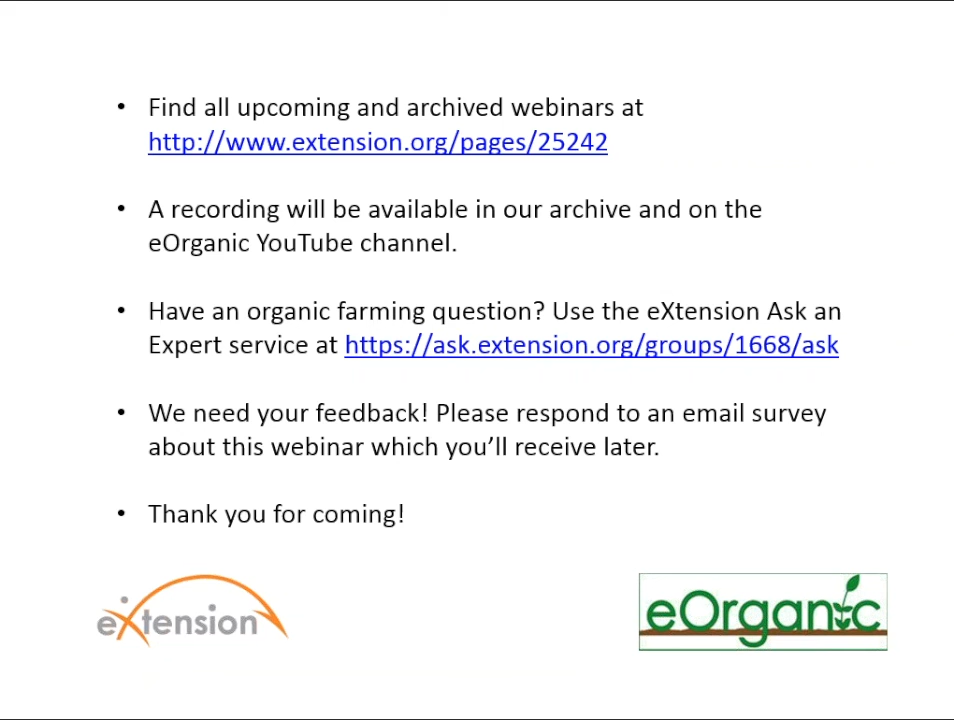 • Find all upcoming and archived webinars at
http://www.extension.org/pages/25242
• A recording will be available in our archive and on the
eOrganic YouTube channel.
• Have an organic farming question? Use the eXtension Ask an
Expert service at https://ask.extension.org/groups/1668/ask
• We need your feedback! Please respond to an email survey
about this webinar which you’ll receive later.
• Thank you for coming!
eXtension
eOrganic